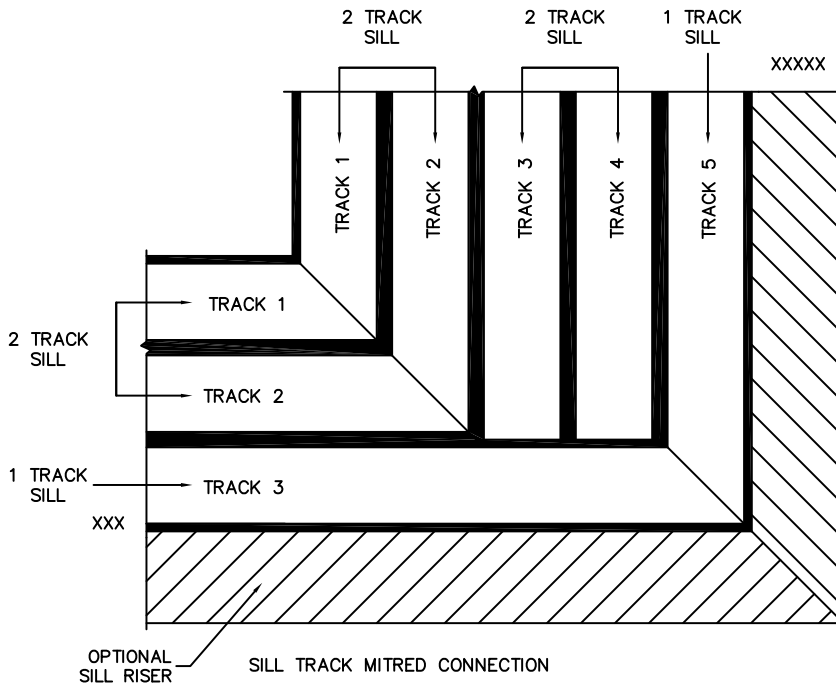 2 TRACK
SILL
2 TRACK
SILL
1 TRACK
SILL
XXXXX
TRACK 1
TRACK 2
TRACK 3
TRACK 4
TRACK 5
TRACK 1
2 TRACK
SILL
TRACK 2
1 TRACK
SILL
TRACK 3
XXX
OPTIONAL
SILL RISER
SILL TRACK MITRED CONNECTION